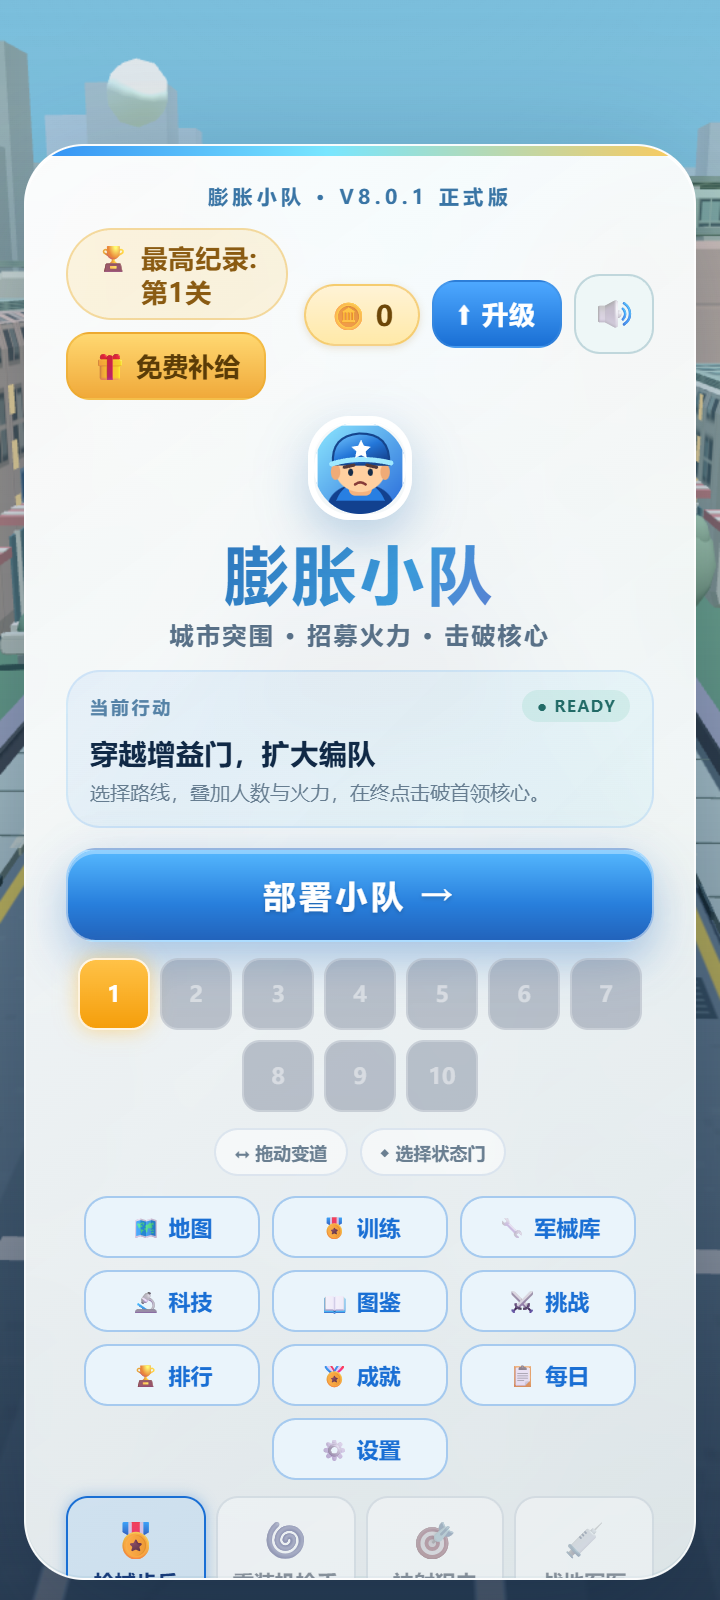 膨胀小队 • V8.0.1 正式版
最高纪录:
第1关
免费补给
0
升级
膨胀小队
城市突围 • 招募火力 • 击破核心
当前行动
READY
穿越增益门，扩大编队
选择路线，叠加人数与火力，在终点击破首领核心。
部署小队 →
1 2 3 4 5 6 7
8 9 10
拖动变道 选择状态门
地图 训练 军械库
科技 图鉴 挑战
排行 成就 每日
设置